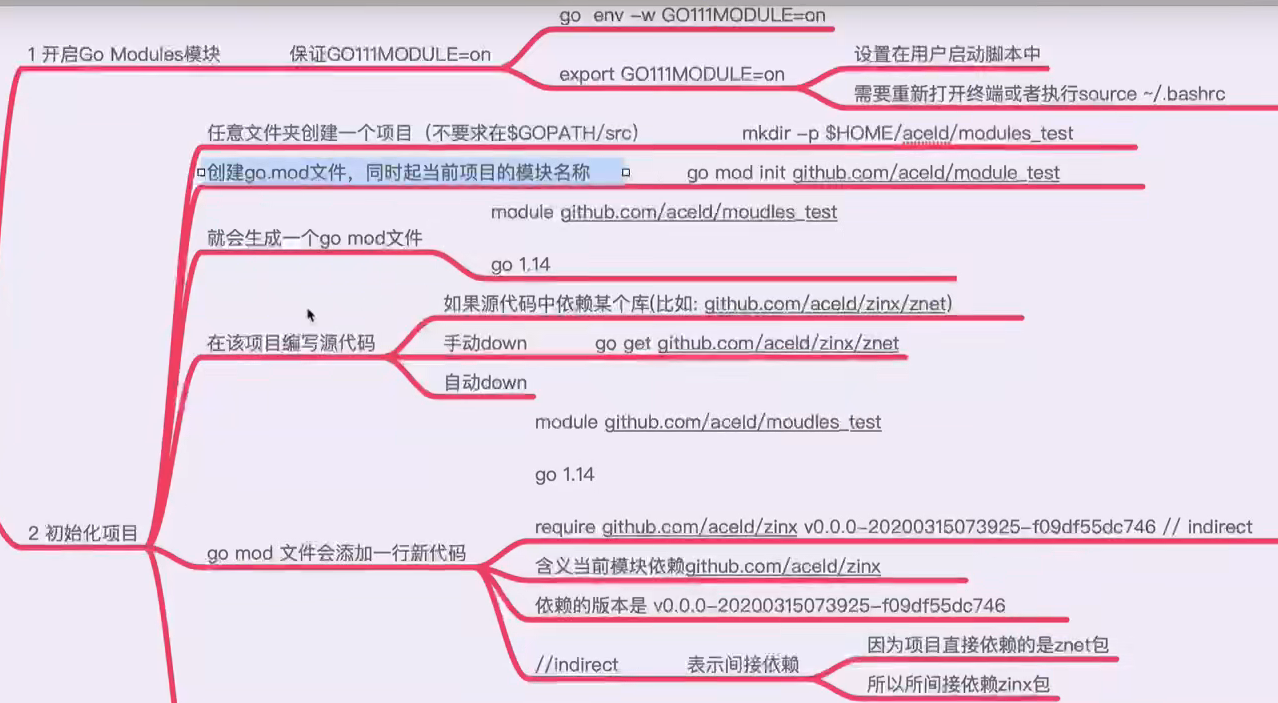 go env -w GO111MODULE=on
1 开启Go Modules模块 保证GO111MODULE=on
export GO111MODULE=on
设置在用户启动脚本中
需要重新打开终端或者执行source ~/.bashrc
任意文件夹创建一个项目（不要求在$GOPATH/src） mkdir -p $HOME/aceld/modules_test
创建go.mod文件，同时起当前项目的模块名称 go mod init github.com/aceld/module_test
就会生成一个go mod文件
module github.com/aceld/moudles_test
go 1.14
在该项目编写源代码
如果源代码中依赖某个库(比如: github.com/aceld/zinx/znet)
手动down go get github.com/aceld/zinx/znet
自动down
2 初始化项目
go mod 文件会添加一行新代码
module github.com/aceld/moudles_test
go 1.14
require github.com/aceld/zinx v0.0.0-20200315073925-f09df55dc746 // indirect
含义当前模块依赖github.com/aceld/zinx
依赖的版本是 v0.0.0-20200315073925-f09df55dc746
//indirect 表示间接依赖
因为项目直接依赖的是znet包
所以所间接依赖zinx包